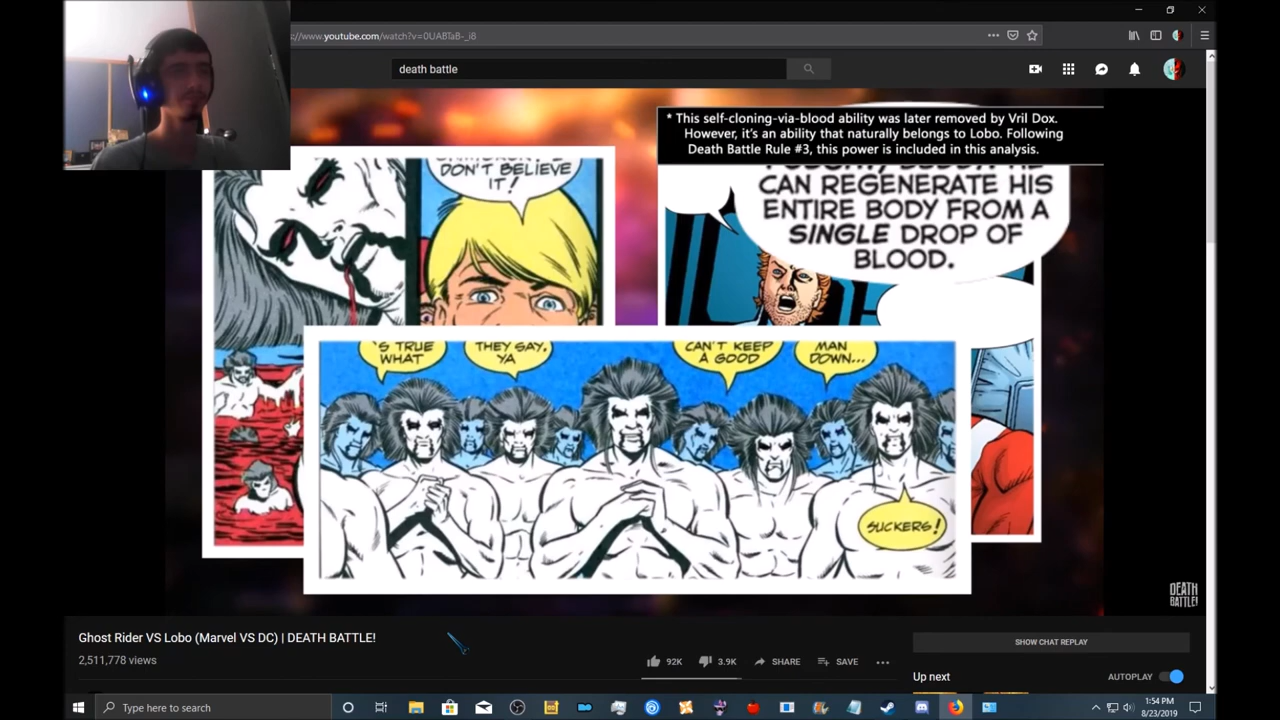 ://www.youtube.com/watch?v=0UABTaB-_i8
death battle
* This self-cloning-via-blood ability was later removed by Vril Dox.
However, it's an ability that naturally belongs to Lobo. Following
Death Battle Rule #3, this power is included in this analysis.
DON'T BELIEVE
IT!
CAN REGENERATE HIS
ENTIRE BODY FROM A
SINGLE DROP OF
BLOOD.
'S TRUE
WHAT
THEY SAY,
YA
CAN'T KEEP
A GOOD
MAN
DOWN...
SUCKERS!
DEATH
BATTLE!
Ghost Rider VS Lobo (Marvel VS DC) | DEATH BATTLE!
2,511,778 views
92K
3.9K
SHARE
SAVE
SHOW CHAT REPLAY
Up next
AUTOPLAY
Type here to search
1:54 PM
8/23/2019